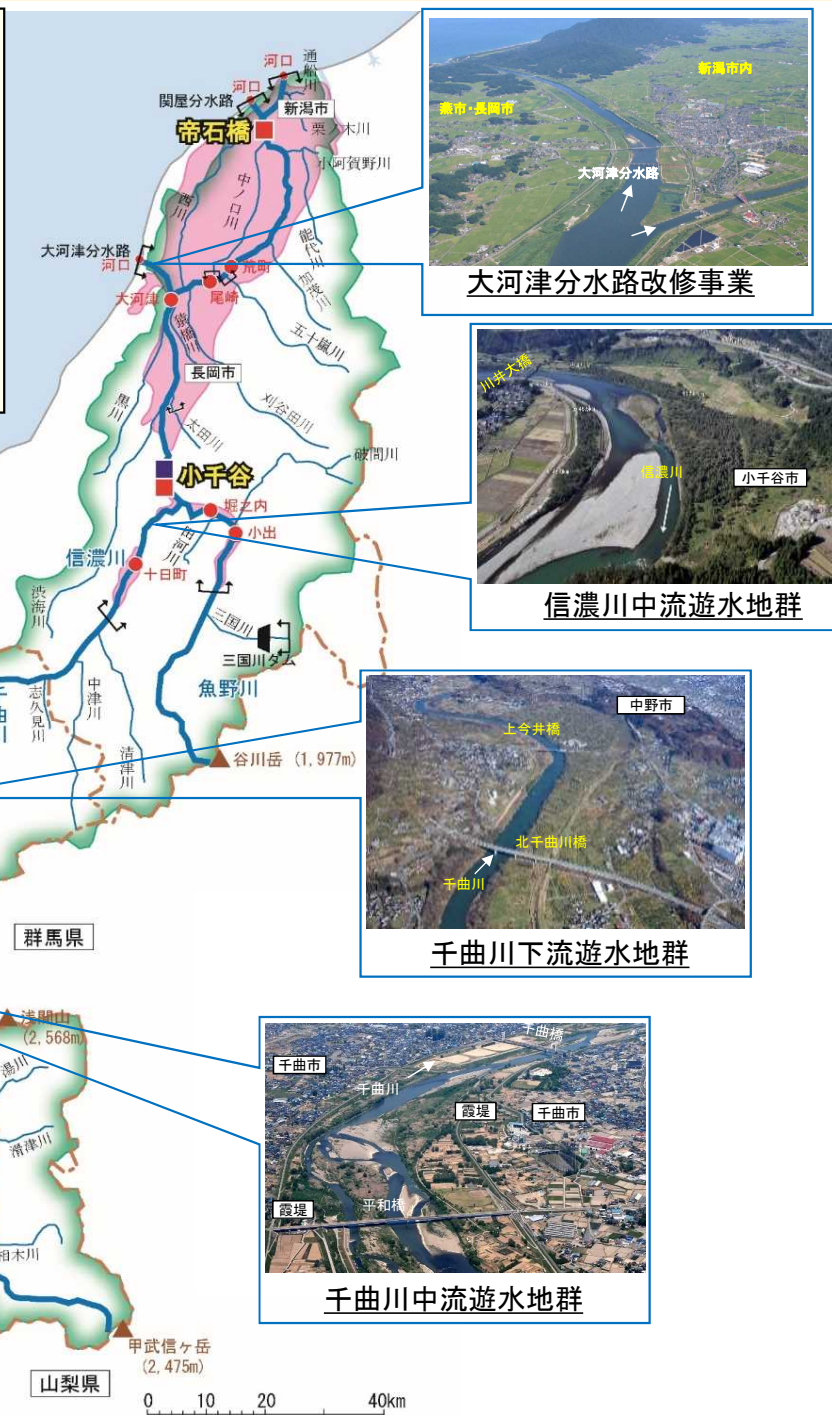 河口
通船川
河口
関屋分水路
新潟市
帝石橋
栗ノ木川
小阿賀野川
西川
中ノ口川
能代川
大河津分水路
河口
荒町
加茂川
大河津
尾崎
猿橋川
五十嵐川
長岡市
黒川
刈谷田川
太田川
破間川
小千谷
堀之内
小出
信濃川
十日町
渋海川
三国川
三国川ダム
魚野川
千曲川
志久見川
中津川
清津川
谷川岳 (1,977m)
群馬県
浅間山
(2,568m)
湯川
滑津川
相木川
甲武信ヶ岳
(2,475m)
山梨県
0 10 20 40km
新潟市内
燕市・長岡市
大河津分水路
大河津分水路改修事業
川井大橋
信濃川
小千谷市
信濃川中流遊水地群
中野市
上今井橋
北千曲川橋
千曲川
千曲川下流遊水地群
千曲橋
千曲市
千曲川
霞堤
千曲市
霞堤
平和橋
千曲川中流遊水地群